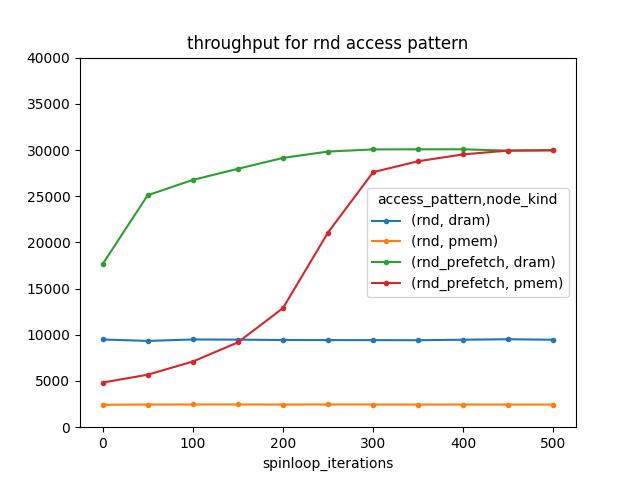 throughput for rnd access pattern
40000
35000
30000
25000
20000
15000
10000
5000
0
access_pattern,node_kind
(rnd, dram)
(rnd, pmem)
(rnd_prefetch, dram)
(rnd_prefetch, pmem)
0 100 200 300 400 500
spinloop_iterations